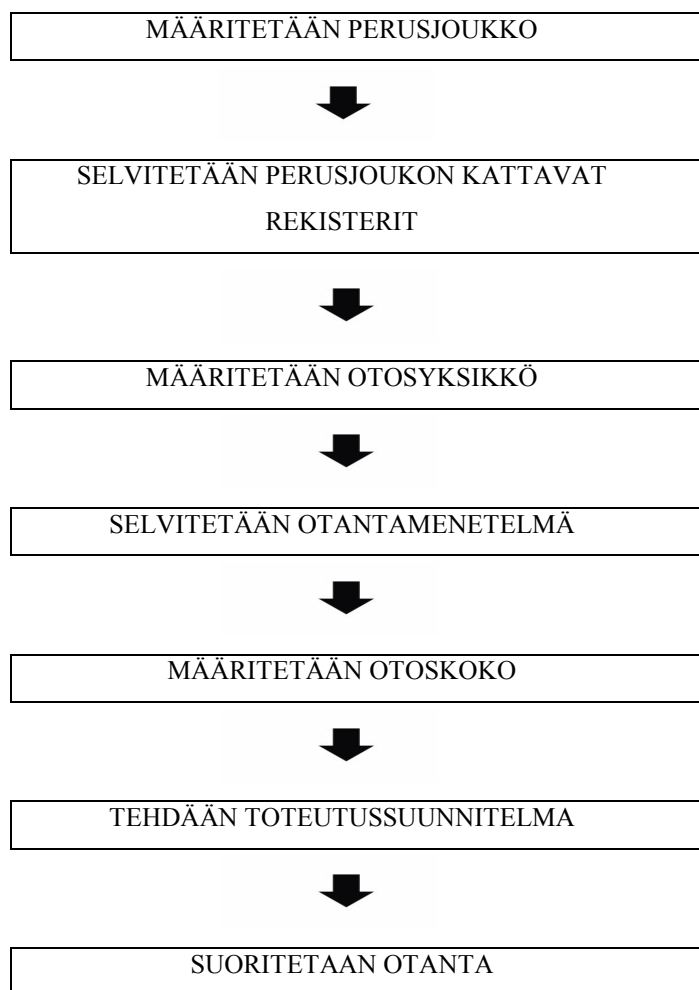 MÄÄRITETÄÄN PERUSJOUKKO
SELVITETÄÄN PERUSJOUKON KATTAVAT
REKISTERIT
MÄÄRITETÄÄN OTOSYKSIKKÖ
SELVITETÄÄN OTANTAMENETELMÄ
MÄÄRITETÄÄN OTOSKOKO
TEHDÄÄN TOTEUTUSSUUNNITELMA
SUORITETAAN OTANTA